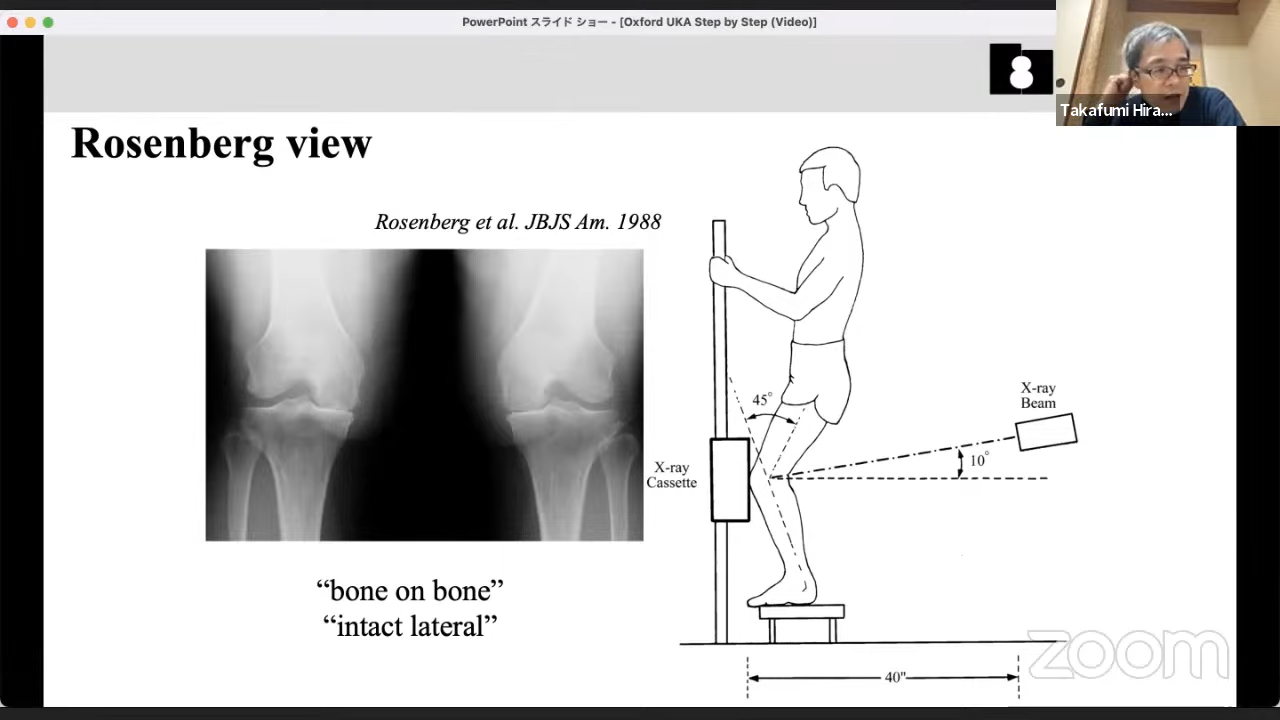 PowerPoint スライド ショー - [Oxford UKA Step by Step (Video)]
Takafumi Hira...
Rosenberg view
Rosenberg et al. JBJS Am. 1988
45°
X-ray
Beam
10°
X-ray
Cassette
“bone on bone”
“intact lateral”
40"
zoom